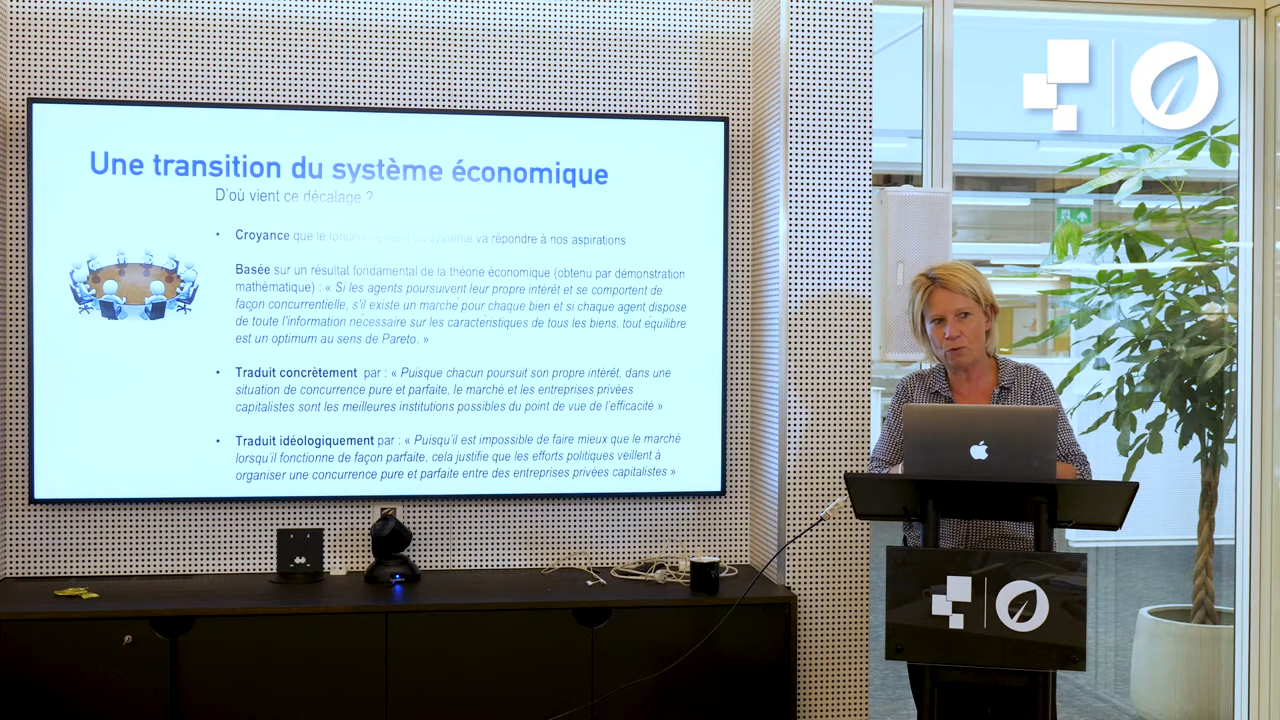 Une transition du système économique
D'où vient ce décalage ?
• Croyance que le fonctionnement du système va répondre à nos aspirations
Basée sur un résultat fondamental de la théorie économique (obtenu par démonstration
mathématique) : « Si les agents poursuivent leur propre intérêt et se comportent de
façon concurrentielle, s'il existe un marché pour chaque bien et si chaque agent dispose
de toute l'information nécessaire sur les caractéristiques de tous les biens, tout équilibre
est un optimum au sens de Pareto. »
• Traduit concrètement par : « Puisque chacun poursuit son propre intérêt, dans une
situation de concurrence pure et parfaite, le marché et les entreprises privées
capitalistes sont les meilleures institutions possibles du point de vue de l'efficacité »
• Traduit idéologiquement par : « Puisqu'il est impossible de faire mieux que le marché
lorsqu'il fonctionne de façon parfaite, cela justifie que les efforts politiques veillent à
organiser une concurrence pure et parfaite entre des entreprises privées capitalistes »